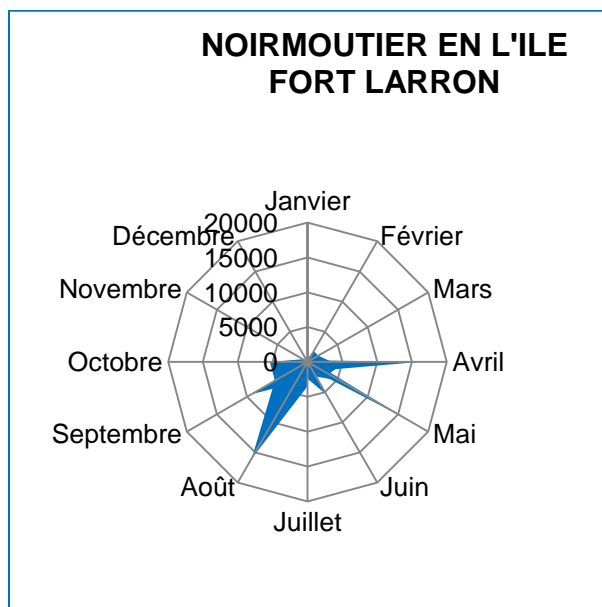 NOIRMOUTIER EN L'ILE
FORT LARRON
Janvier
Février
Mars
Avril
Mai
Juin
Juillet
Août
Septembre
Octobre
Novembre
Décembre
20000
15000
10000
5000
0